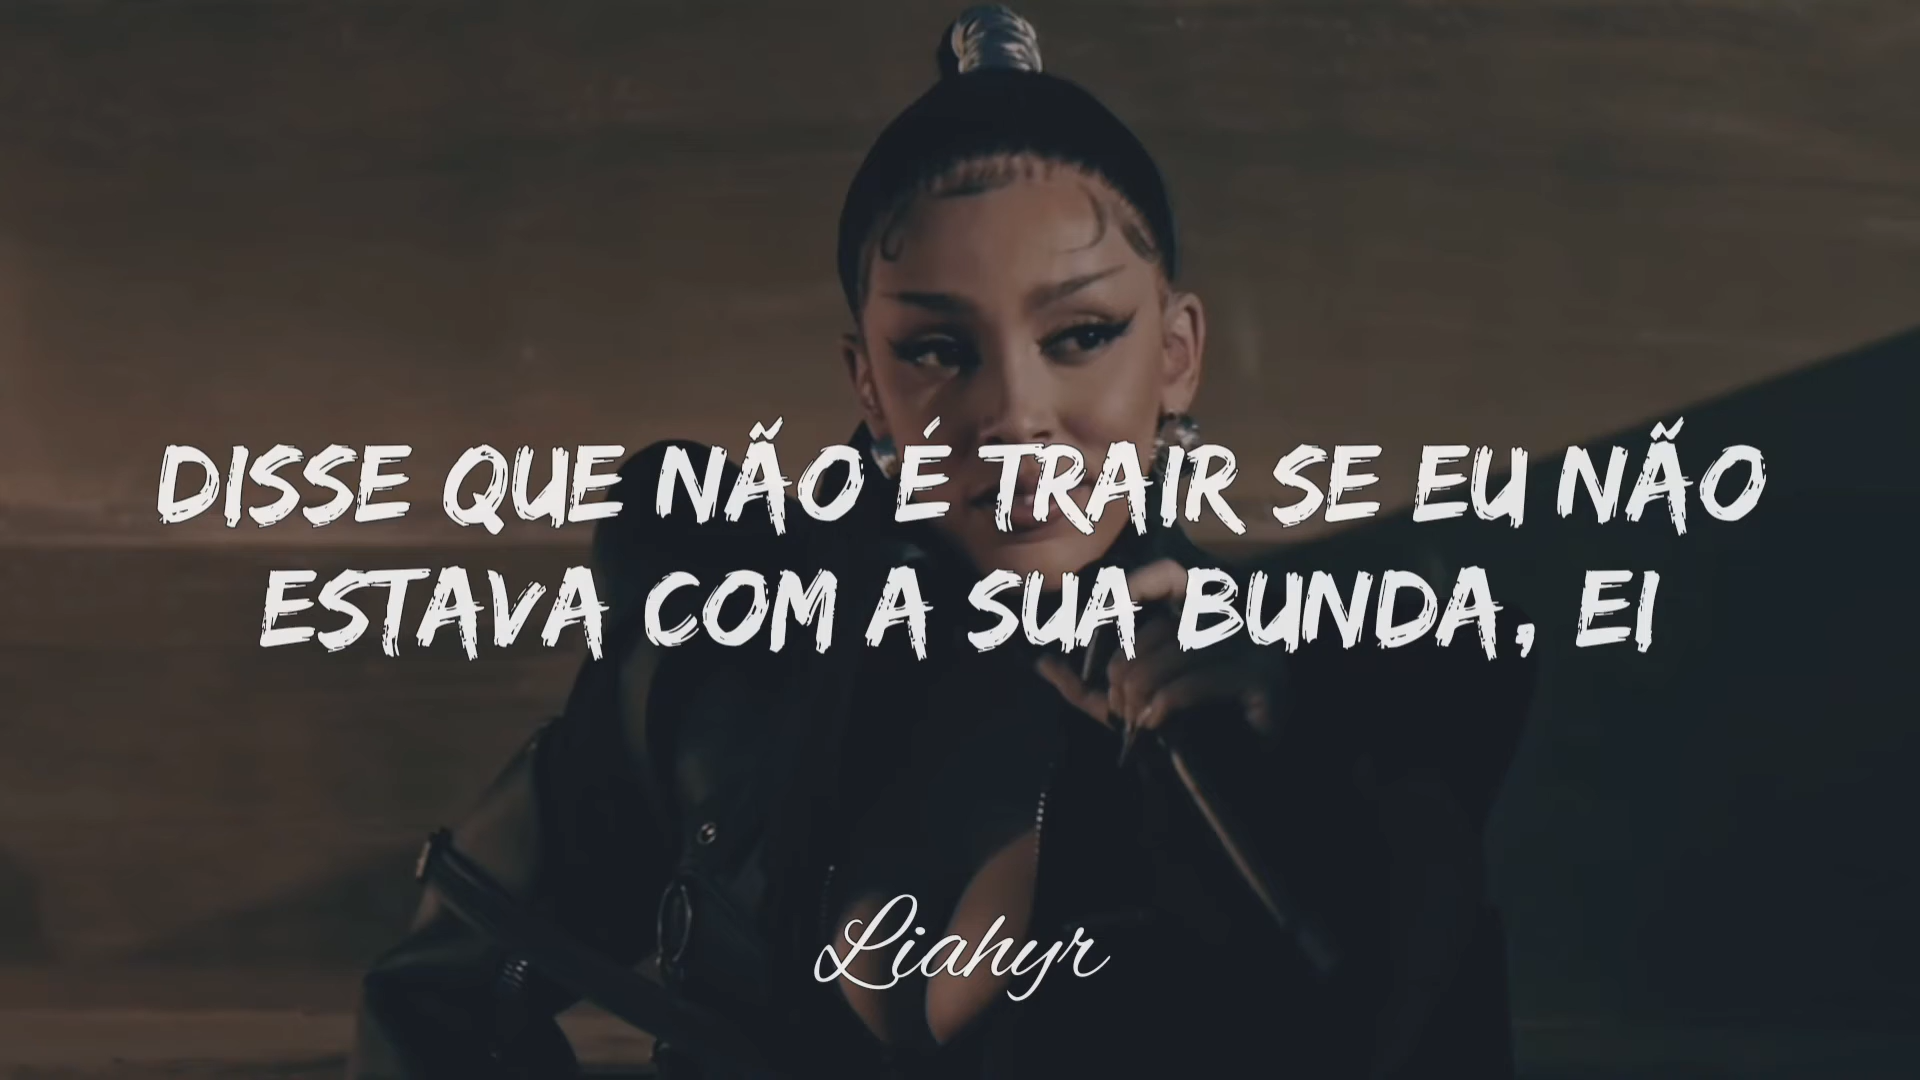 DISSE QUE NÃO É TRAIR SE EU NÃO
ESTAVA COM A SUA BUNDA, EI
Liahyr